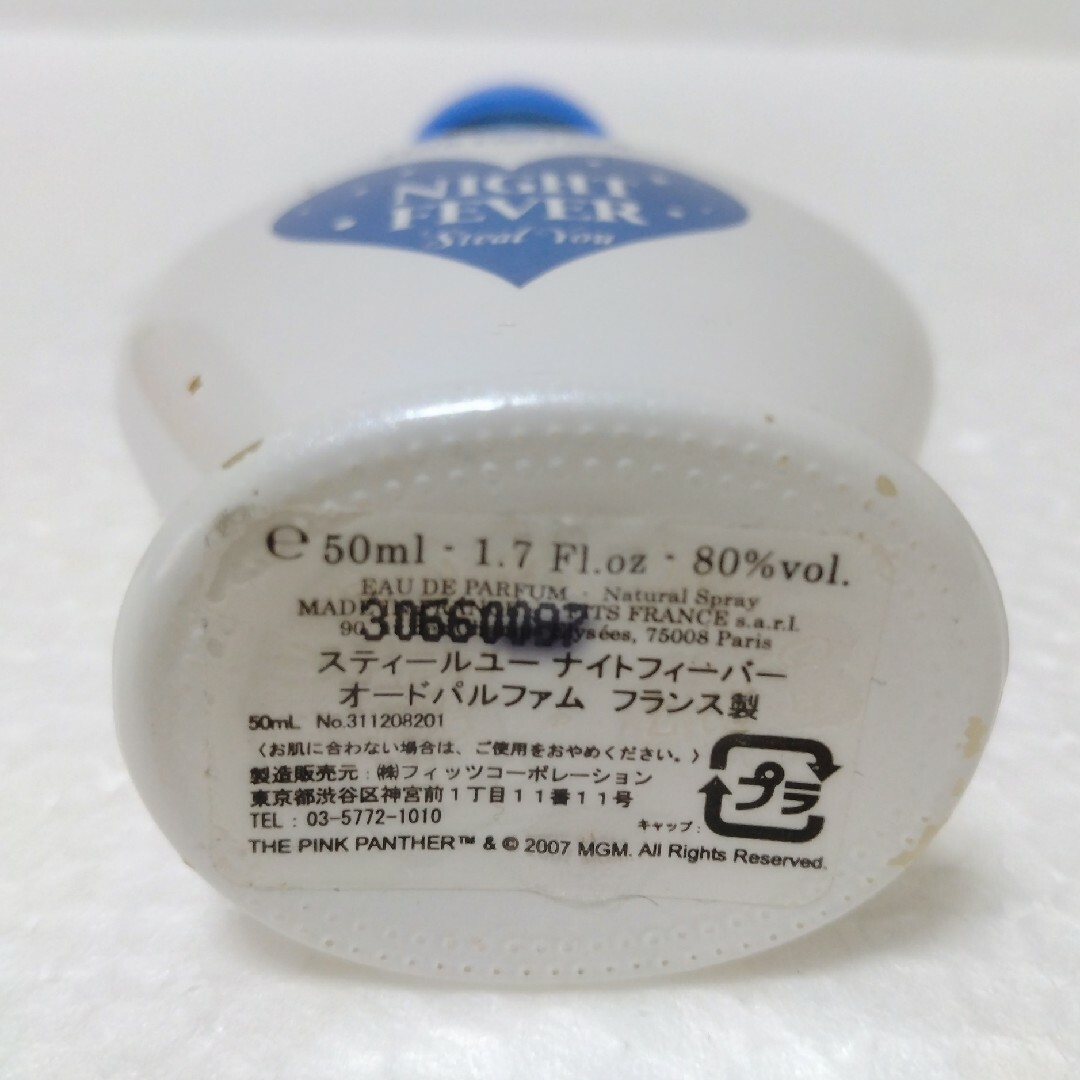 NIGHT
FEVER
Steal You
℮ 50ml · 1.7 Fl.oz · 80%vol.
EAU DE PARFUM · Natural Spray
FRANCE s.a.r.l.
90, 75008 Paris
スティールユー ナイトフィーバー
オードパルファム フランス製
50mL No.311208201
〈お肌に合わない場合は、ご使用をおやめください。〉
製造販売元:㈱フィッツコーポレーション
東京都渋谷区神宮前1丁目11番11号
TEL : 03-5772-1010
キャップ: プラ
THE PINK PANTHER™ & © 2007 MGM. All Rights Reserved.